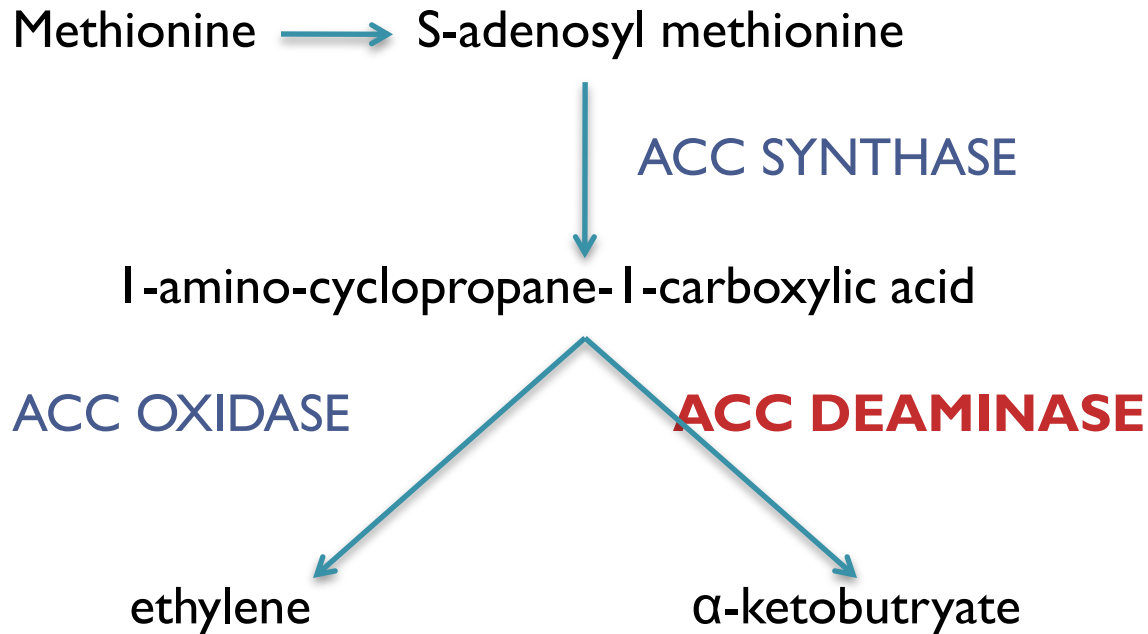 Methionine S-adenosyl methionine
ACC SYNTHASE
1-amino-cyclopropane-1-carboxylic acid
ACC OXIDASE ACC DEAMINASE
ethylene α-ketobutryate